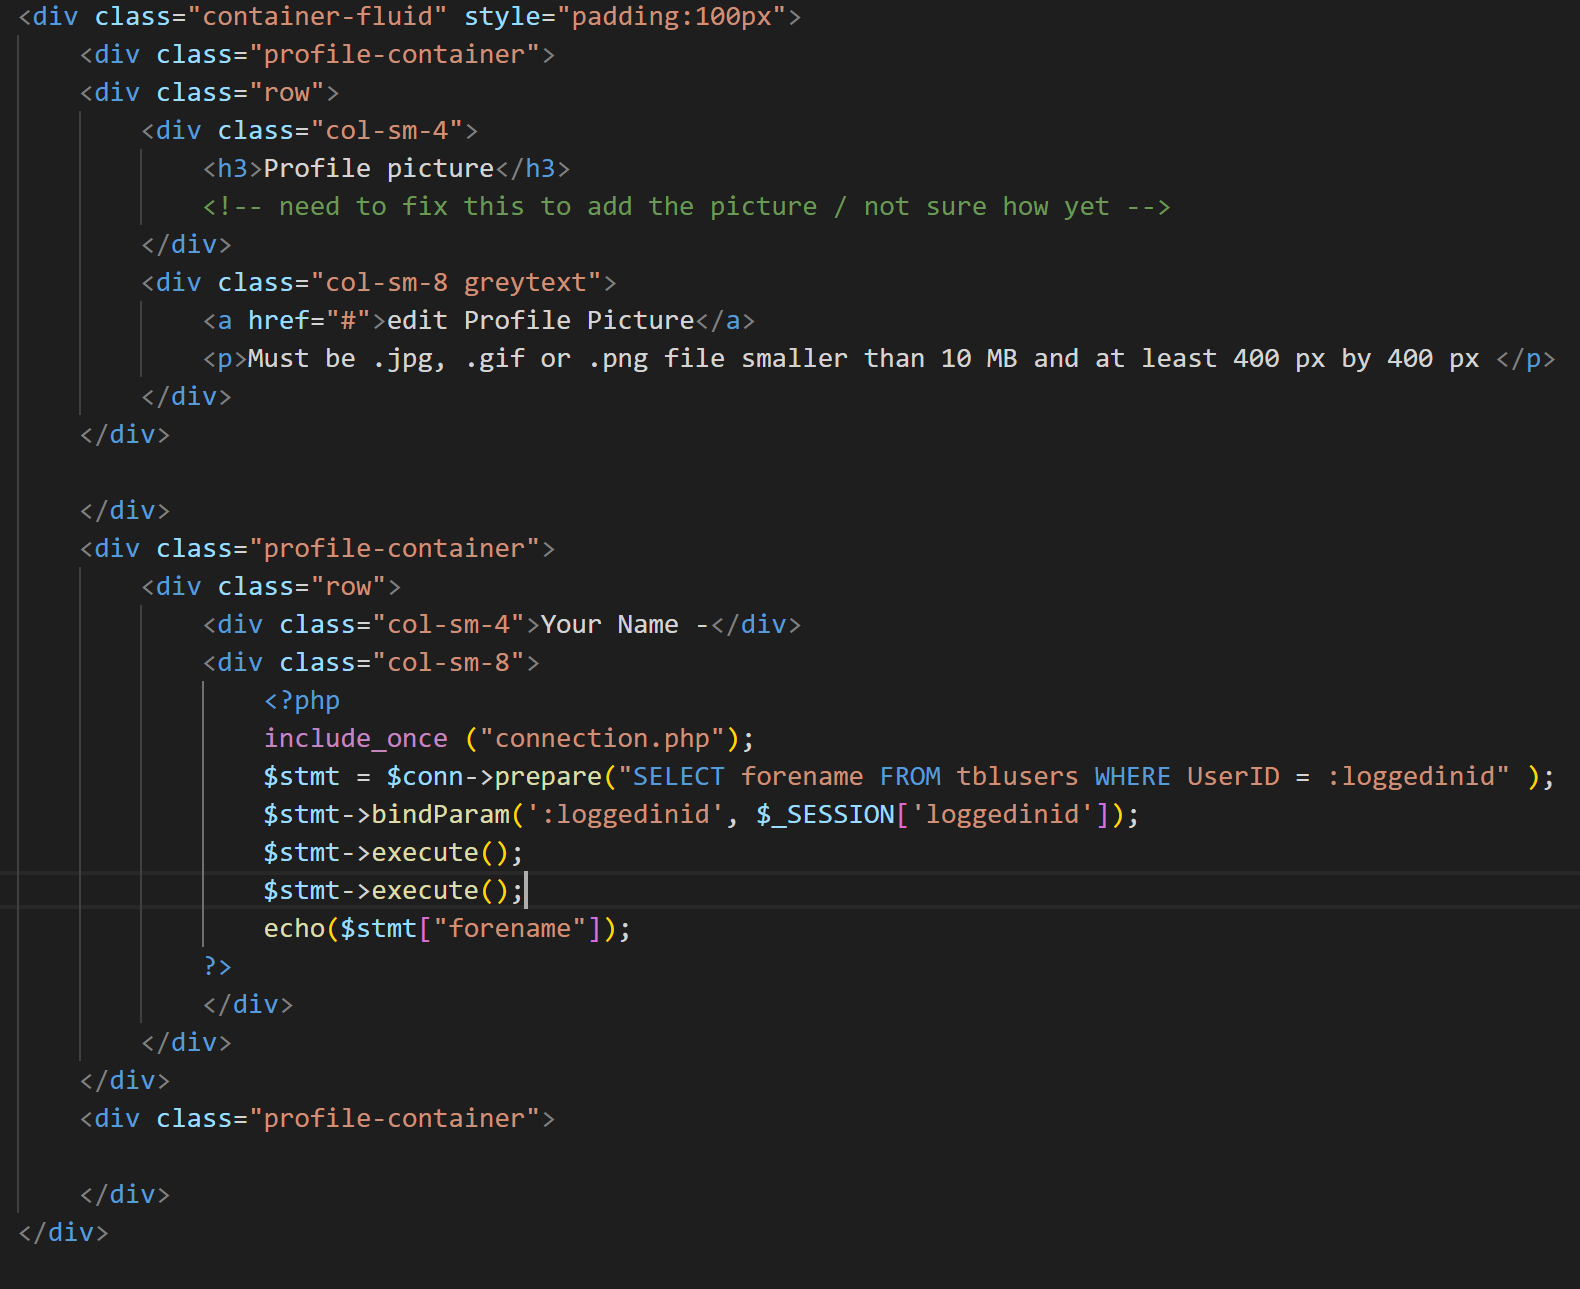 <div class="container-fluid" style="padding:100px">
<div class="profile-container">
<div class="row">
<div class="col-sm-4">
<h3>Profile picture</h3>
<!-- need to fix this to add the picture / not sure how yet -->
</div>
<div class="col-sm-8 greytext">
<a href="#">edit Profile Picture</a>
<p>Must be .jpg, .gif or .png file smaller than 10 MB and at least 400 px by 400 px </p>
</div>
</div>
</div>
<div class="profile-container">
<div class="row">
<div class="col-sm-4">Your Name -</div>
<div class="col-sm-8">
<?php
include_once ("connection.php");
$stmt = $conn->prepare("SELECT forename FROM tblusers WHERE UserID = :loggedinid" );
$stmt->bindParam(':loggedinid', $_SESSION['loggedinid']);
$stmt->execute();
$stmt->execute();
echo($stmt["forename"]);
?>
</div>
</div>
</div>
<div class="profile-container">
</div>
</div>